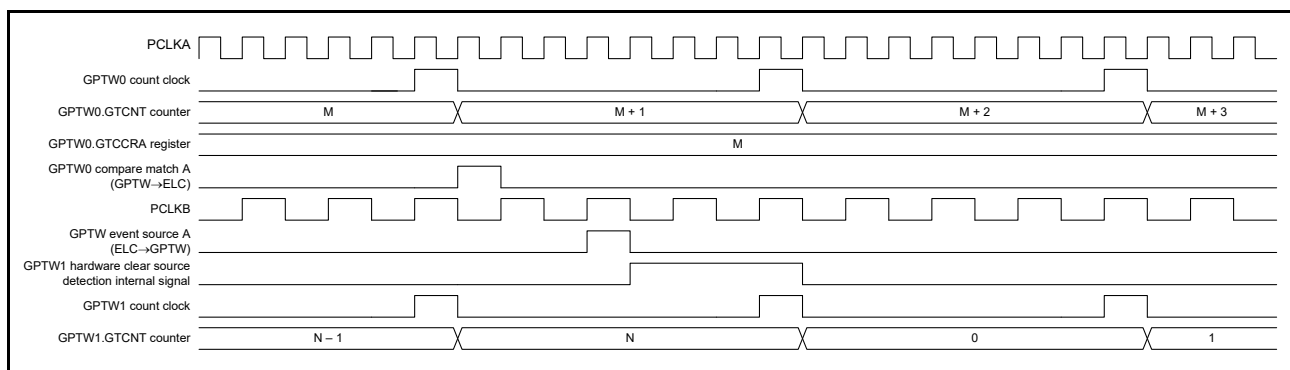 PCLKA
GPTW0 count clock
GPTW0.GTCNT counter
M
M + 1
M + 2
M + 3
GPTW0.GTCCRA register
M
GPTW0 compare match A
(GPTW→ELC)
PCLKB
GPTW event source A
(ELC→GPTW)
GPTW1 hardware clear source
detection internal signal
GPTW1 count clock
GPTW1.GTCNT counter
N – 1
N
0
1